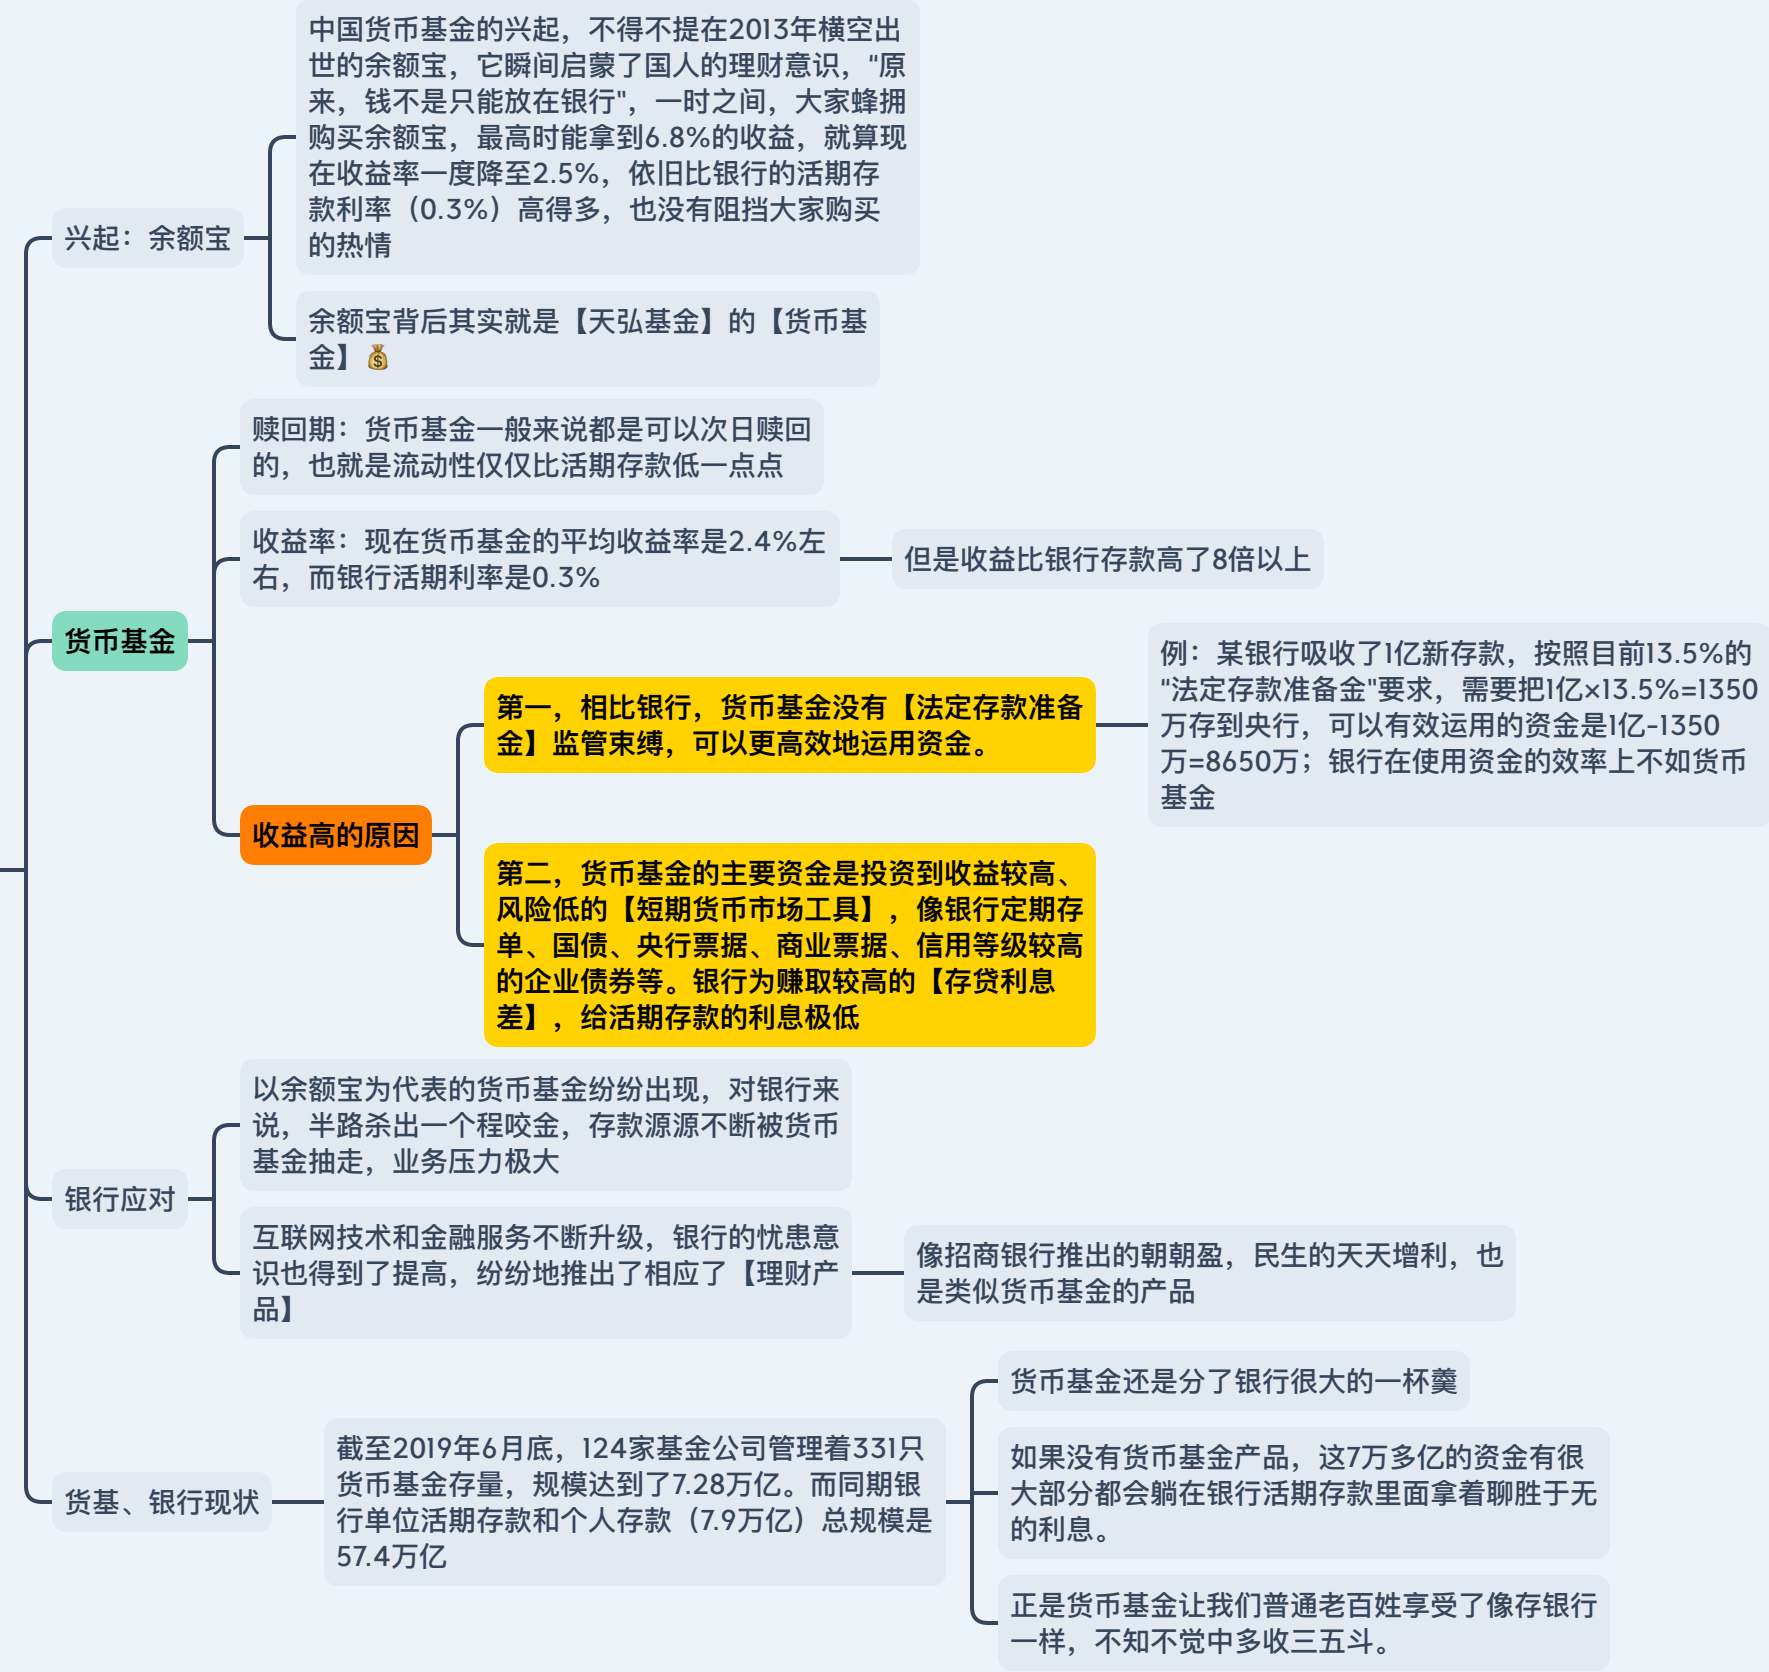 中国货币基金的兴起，不得不提在2013年横空出
世的余额宝，它瞬间启蒙了国人的理财意识，"原
来，钱不是只能放在银行"，一时之间，大家蜂拥
购买余额宝，最高时能拿到6.8%的收益，就算现
在收益率一度降至2.5%，依旧比银行的活期存
款利率（0.3%）高得多，也没有阻挡大家购买
的热情
兴起：余额宝
余额宝背后其实就是【天弘基金】的【货币基
金】💰
赎回期：货币基金一般来说都是可以次日赎回
的，也就是流动性仅仅比活期存款低一点点
收益率：现在货币基金的平均收益率是2.4%左
右，而银行活期利率是0.3%
但是收益比银行存款高了8倍以上
货币基金
收益高的原因
第一，相比银行，货币基金没有【法定存款准备
金】监管束缚，可以更高效地运用资金。
例：某银行吸收了1亿新存款，按照目前13.5%的
"法定存款准备金"要求，需要把1亿×13.5%=1350
万存到央行，可以有效运用的资金是1亿-1350
万=8650万；银行在使用资金的效率上不如货币
基金
第二，货币基金的主要资金是投资到收益较高、
风险低的【短期货币市场工具】，像银行定期存
单、国债、央行票据、商业票据、信用等级较高
的企业债券等。银行为赚取较高的【存贷利息
差】，给活期存款的利息极低
以余额宝为代表的货币基金纷纷出现，对银行来
说，半路杀出一个程咬金，存款源源不断被货币
基金抽走，业务压力极大
银行应对
互联网技术和金融服务不断升级，银行的忧患意
识也得到了提高，纷纷地推出了相应了【理财产
品】
像招商银行推出的朝朝盈，民生的天天增利，也
是类似货币基金的产品
货基、银行现状
截至2019年6月底，124家基金公司管理着331只
货币基金存量，规模达到了7.28万亿。而同期银
行单位活期存款和个人存款（7.9万亿）总规模是
57.4万亿
货币基金还是分了银行很大的一杯羹
如果没有货币基金产品，这7万多亿的资金有很
大部分都会躺在银行活期存款里面拿着聊胜于无
的利息。
正是货币基金让我们普通老百姓享受了像存银行
一样，不知不觉中多收三五斗。